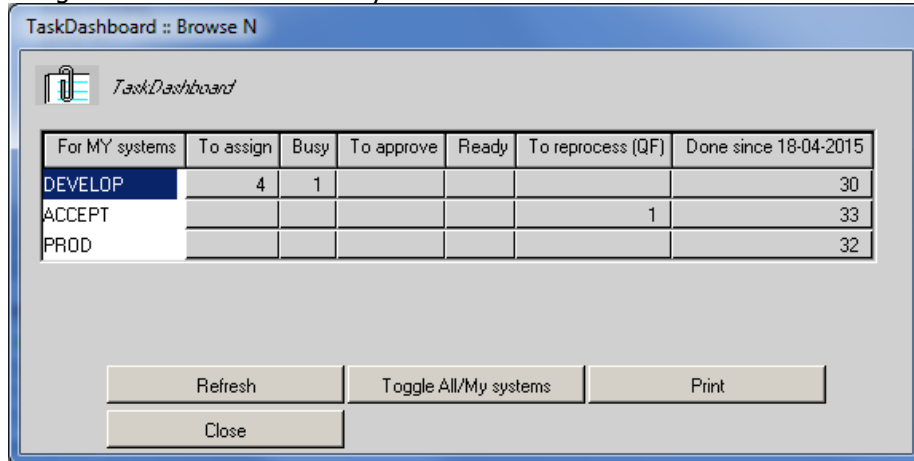 TaskDashboard :: Browse N
TaskDashboard
For MY systems To assign Busy To approve Ready To reprocess (QF) Done since 18-04-2015
DEVELOP 4 1 30
ACCEPT 1 33
PROD 32
Refresh Toggle All/My systems Print
Close